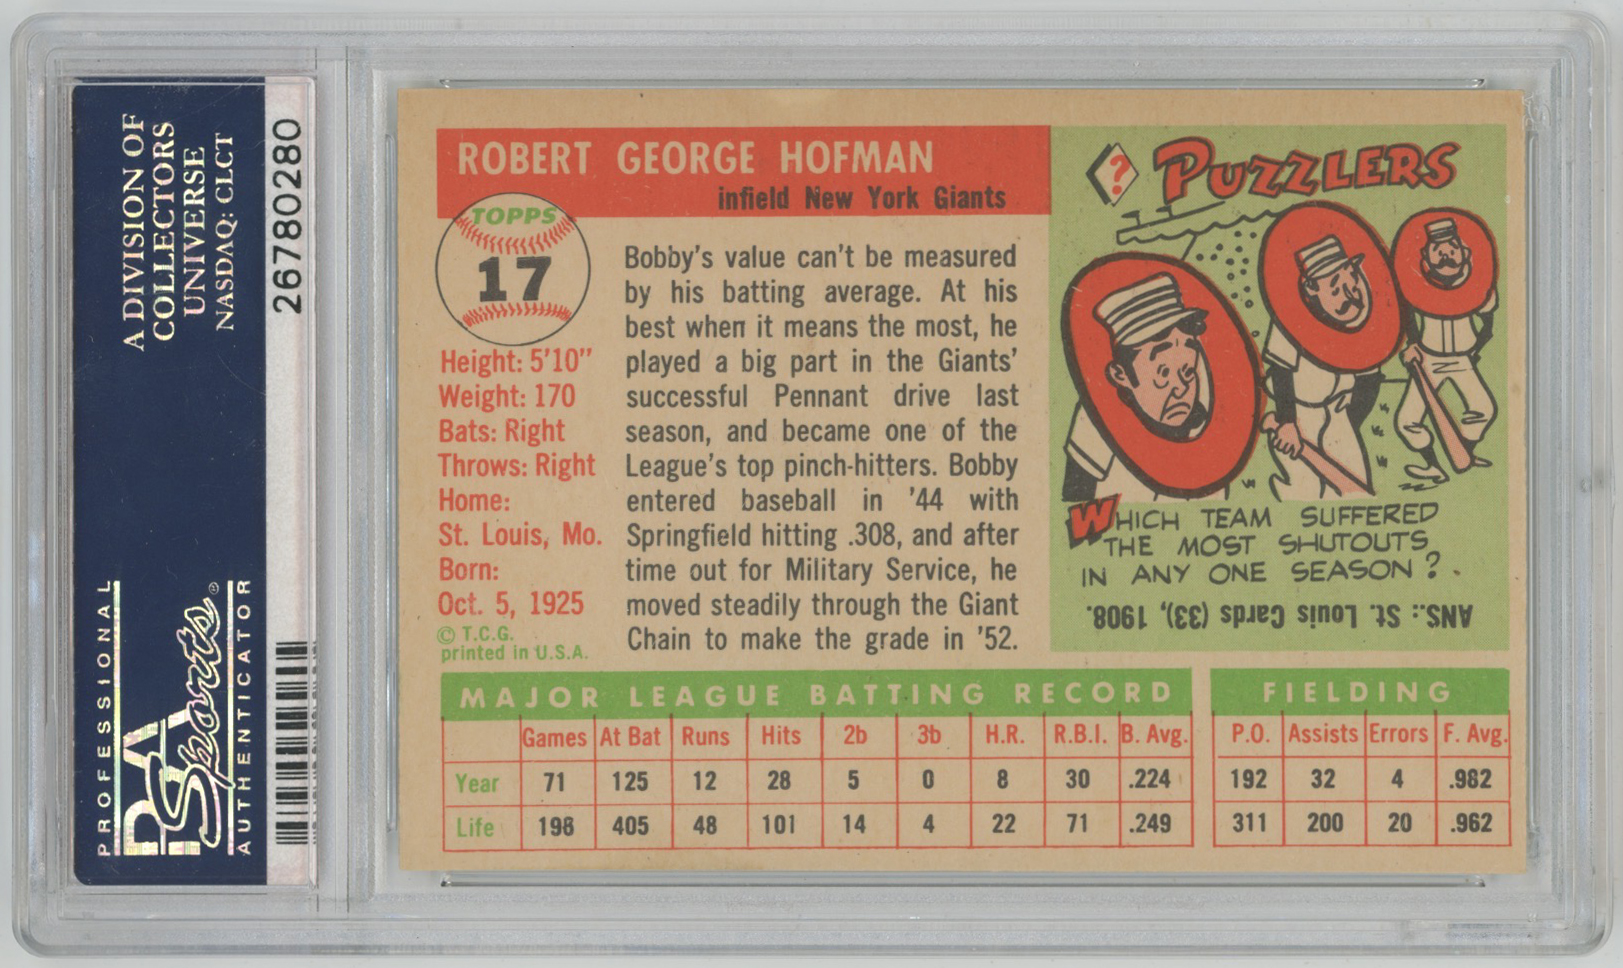 A DIVISION OF
COLLECTORS
UNIVERSE
NASDAQ: CLCT
26780280
PROFESSIONAL
PSA
Sports®
AUTHENTICATOR
ROBERT GEORGE HOFMAN
infield New York Giants
TOPPS
17
Height: 5'10"
Weight: 170
Bats: Right
Throws: Right
Home:
St. Louis, Mo.
Born:
Oct. 5, 1925
© T.C.G.
printed in U.S.A.
Bobby's value can't be measured
by his batting average. At his
best when it means the most, he
played a big part in the Giants'
successful Pennant drive last
season, and became one of the
League's top pinch-hitters. Bobby
entered baseball in '44 with
Springfield hitting .308, and after
time out for Military Service, he
moved steadily through the Giant
Chain to make the grade in '52.
? PUZZLERS
WHICH TEAM SUFFERED
THE MOST SHUTOUTS
IN ANY ONE SEASON?
ANS.: St. Louis Cards (33), 1908.
MAJOR LEAGUE BATTING RECORD
Games At Bat Runs Hits 2b 3b H.R. R.B.I. B. Avg.
Year 71 125 12 28 5 0 8 30 .224
Life 198 405 48 101 14 4 22 71 .249
FIELDING
P.O. Assists Errors F. Avg.
192 32 4 .982
311 200 20 .962